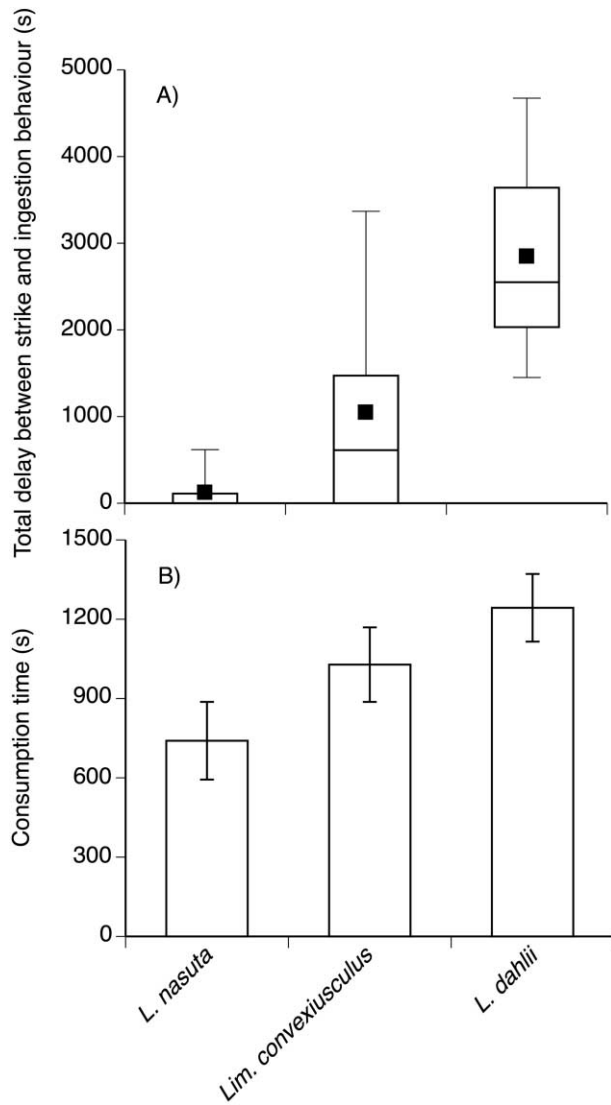 Total delay between strike and ingestion behaviour (s)
5000
4000
3000
2000
1000
0
A)
Consumption time (s)
1500
1200
900
600
300
0
B)
L. nasuta
Lim. convexiusculus
L. dahlii